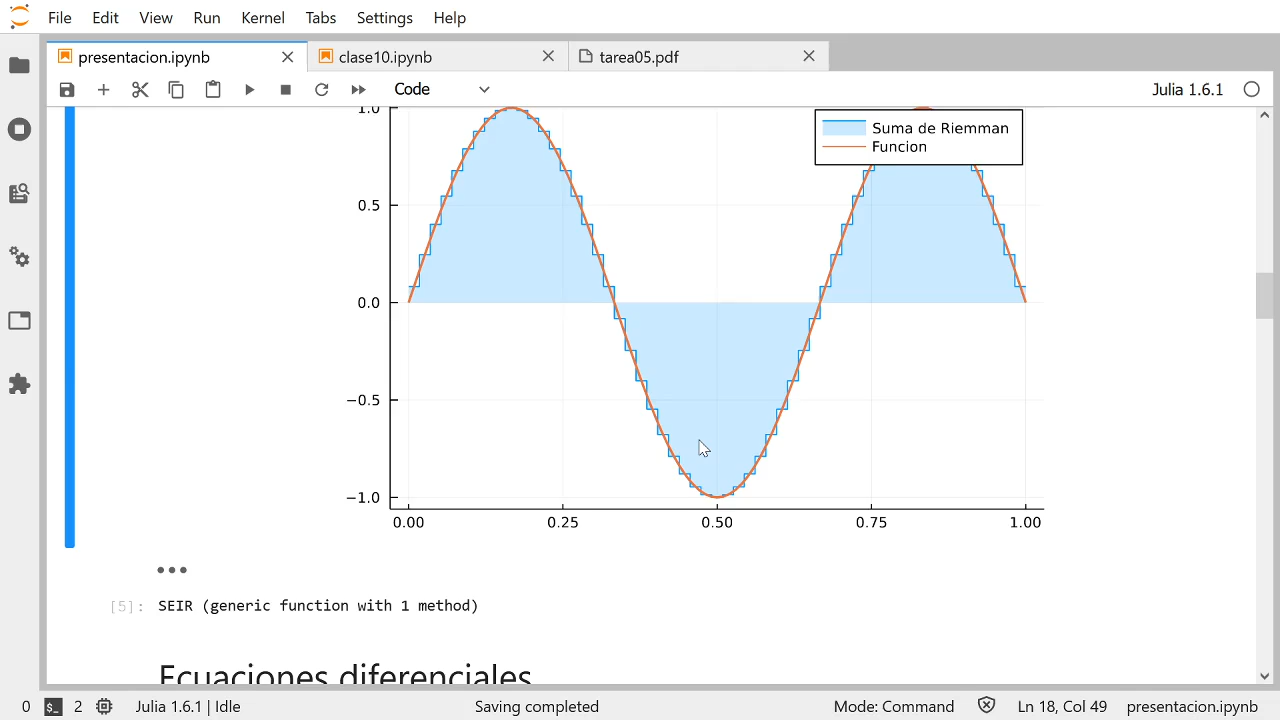 File Edit View Run Kernel Tabs Settings Help
presentacion.ipynb clase10.ipynb tarea05.pdf
Code Julia 1.6.1
1.0
Suma de Riemman
Funcion
0.5
0.0
−0.5
−1.0
0.00 0.25 0.50 0.75 1.00
[5]: SEIR (generic function with 1 method)
Ecuaciones diferenciales
0 $_ 2 Julia 1.6.1 | Idle Saving completed Mode: Command Ln 18, Col 49 presentacion.ipynb